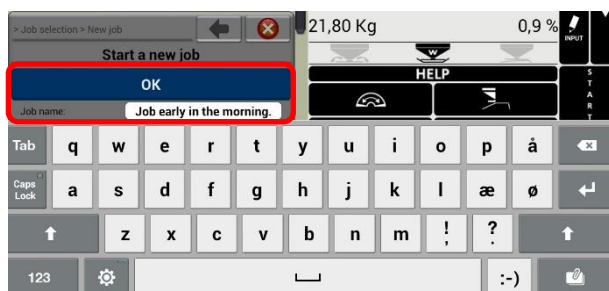 > Job selection > New job
21,80 Kg
0,9 %
INPUT
Start a new job
W
OK
HELP
START
Job name:
Job early in the morning.
Tab q w e r t y u i o p å
Caps Lock a s d f g h j k l æ ø
z x c v b n m ! , ? .
123 :-)